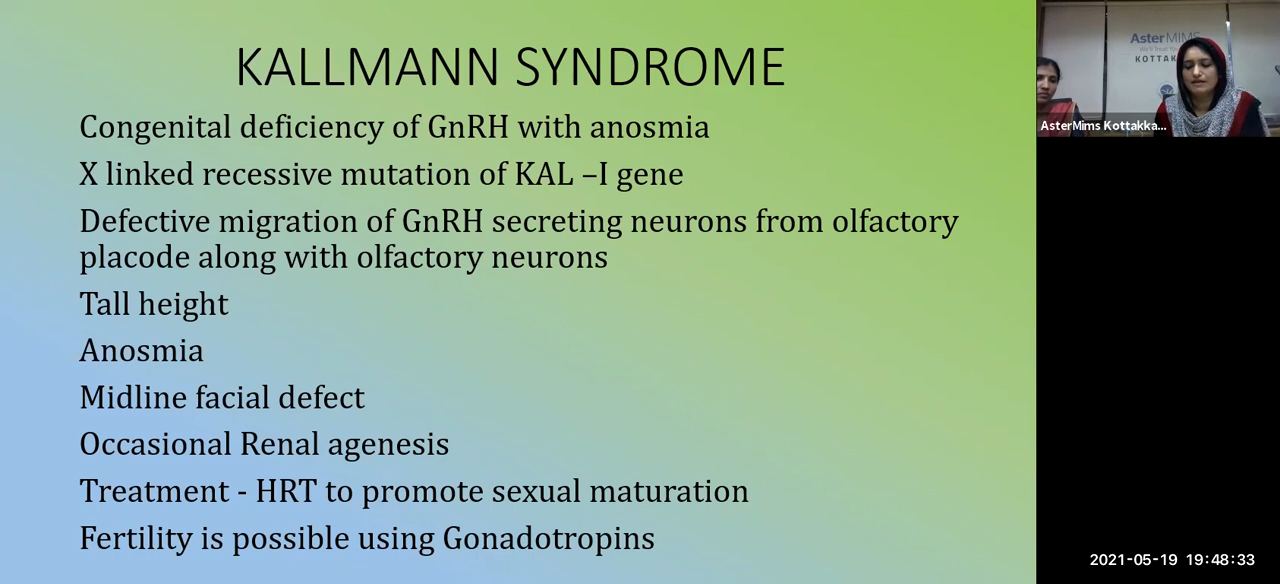 KALLMANN SYNDROME
Congenital deficiency of GnRH with anosmia
X linked recessive mutation of KAL –I gene
Defective migration of GnRH secreting neurons from olfactory
placode along with olfactory neurons
Tall height
Anosmia
Midline facial defect
Occasional Renal agenesis
Treatment - HRT to promote sexual maturation
Fertility is possible using Gonadotropins
AsterMIMS
KOTTAK
AsterMims Kottakka...
2021-05-19 19:48:33